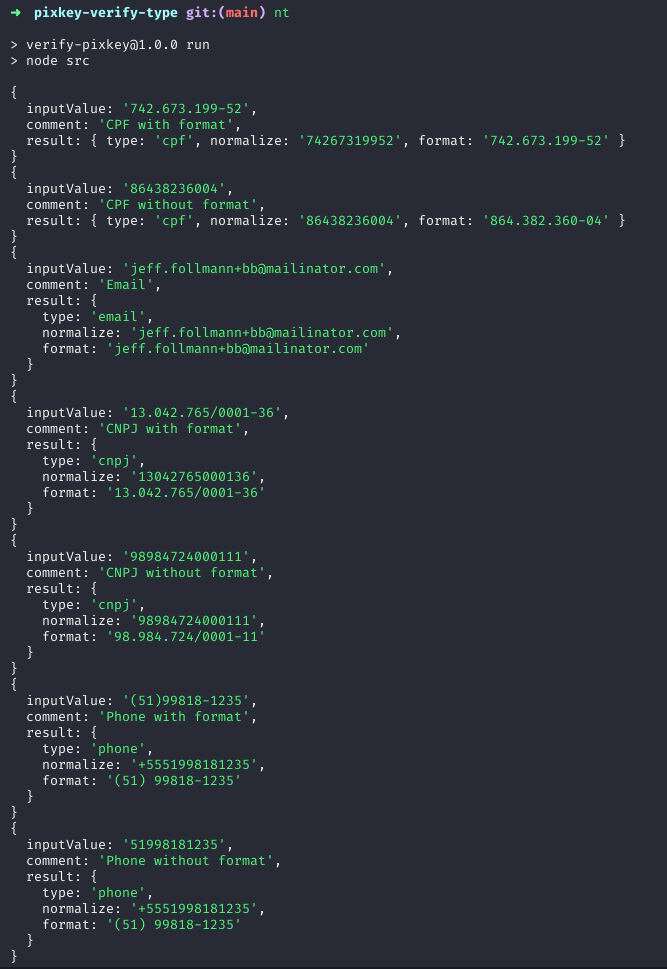 ➜ pixkey-verify-type git:(main) nt
> verify-pixkey@1.0.0 run
> node src
{
inputValue: '742.673.199-52',
comment: 'CPF with format',
result: { type: 'cpf', normalize: '74267319952', format: '742.673.199-52' }
}
{
inputValue: '86438236004',
comment: 'CPF without format',
result: { type: 'cpf', normalize: '86438236004', format: '864.382.360-04' }
}
{
inputValue: 'jeff.follmann+bb@mailinator.com',
comment: 'Email',
result: {
type: 'email',
normalize: 'jeff.follmann+bb@mailinator.com',
format: 'jeff.follmann+bb@mailinator.com'
}
}
{
inputValue: '13.042.765/0001-36',
comment: 'CNPJ with format',
result: {
type: 'cnpj',
normalize: '13042765000136',
format: '13.042.765/0001-36'
}
}
{
inputValue: '98984724000111',
comment: 'CNPJ without format',
result: {
type: 'cnpj',
normalize: '98984724000111',
format: '98.984.724/0001-11'
}
}
{
inputValue: '(51)99818-1235',
comment: 'Phone with format',
result: {
type: 'phone',
normalize: '+5551998181235',
format: '(51) 99818-1235'
}
}
{
inputValue: '51998181235',
comment: 'Phone without format',
result: {
type: 'phone',
normalize: '+5551998181235',
format: '(51) 99818-1235'
}
}